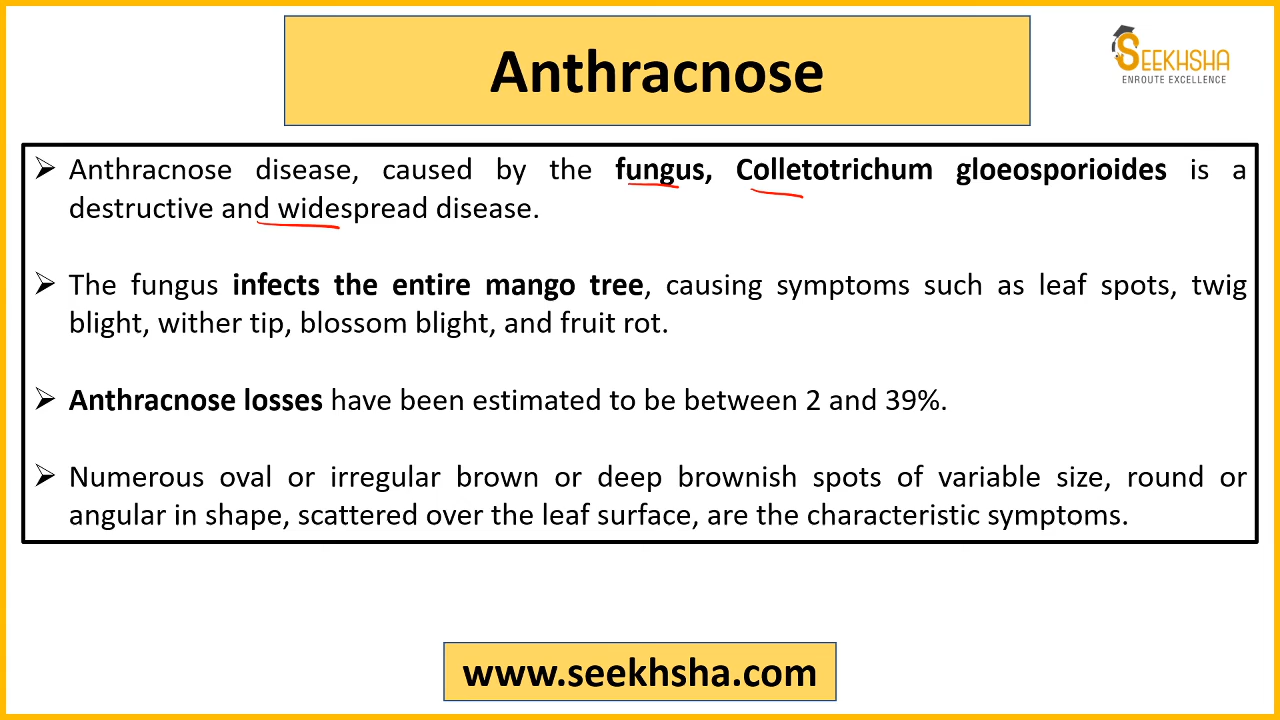 Anthracnose
SEEKHSHA
ENROUTE EXCELLENCE
➢ Anthracnose disease, caused by the fungus, Colletotrichum gloeosporioides is a
destructive and widespread disease.
➢ The fungus infects the entire mango tree, causing symptoms such as leaf spots, twig
blight, wither tip, blossom blight, and fruit rot.
➢ Anthracnose losses have been estimated to be between 2 and 39%.
➢ Numerous oval or irregular brown or deep brownish spots of variable size, round or
angular in shape, scattered over the leaf surface, are the characteristic symptoms.
www.seekhsha.com